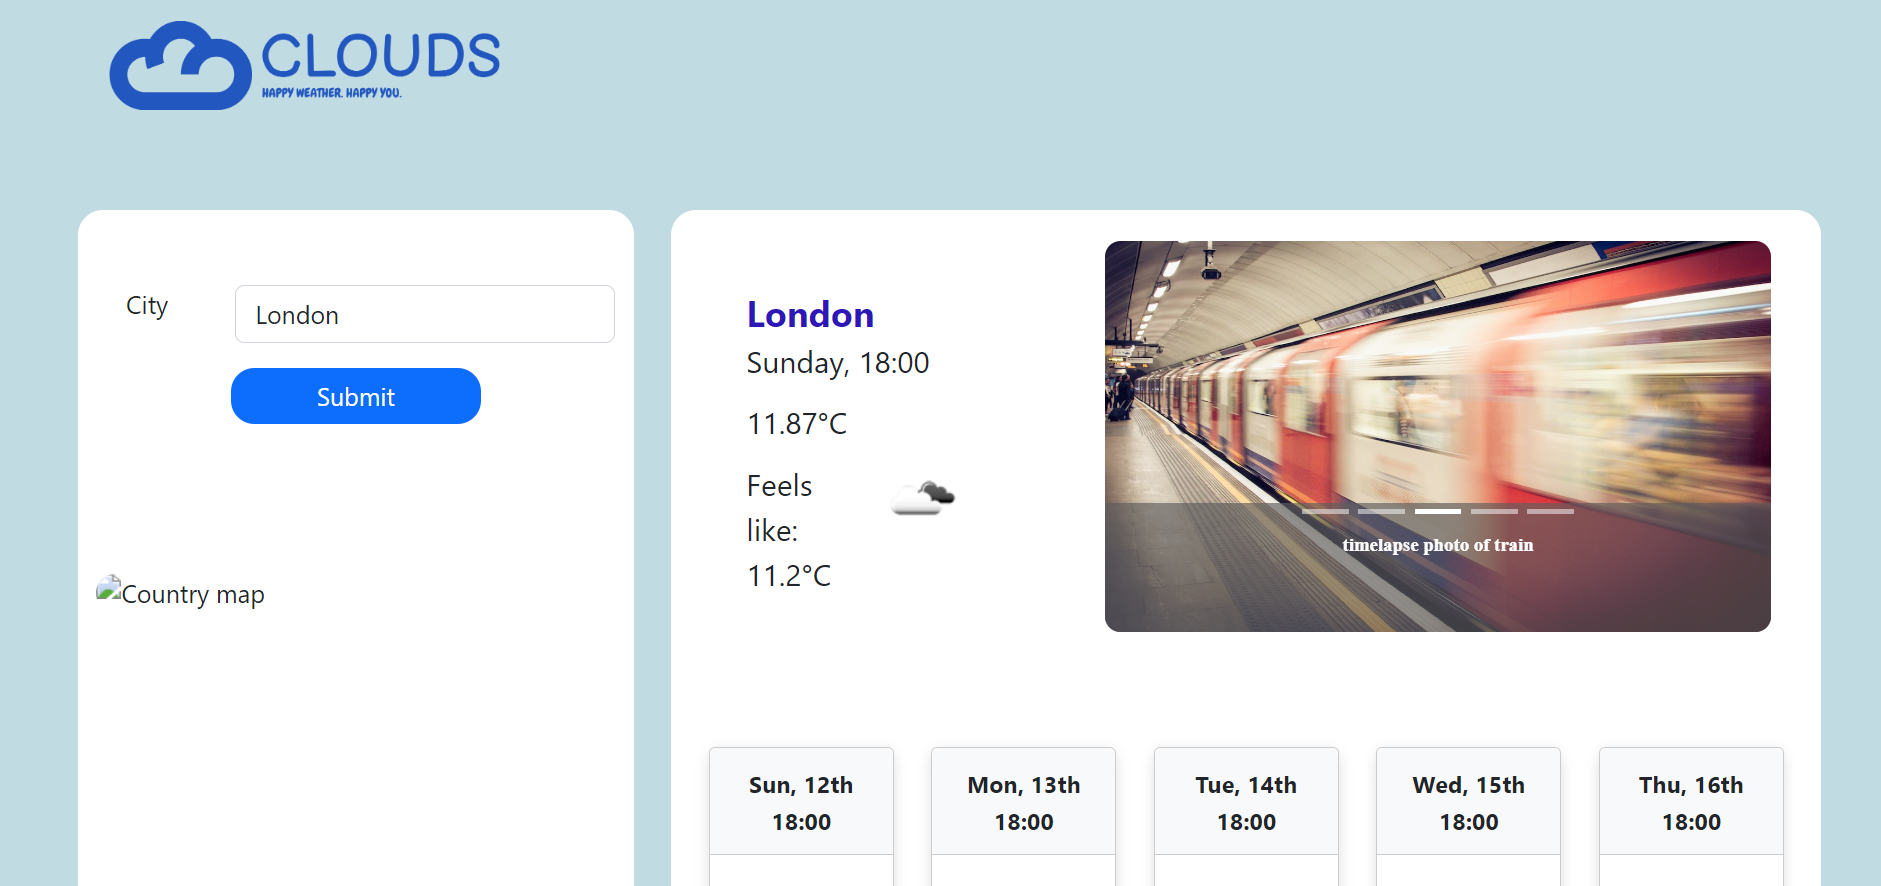 CLOUDS
HAPPY WEATHER. HAPPY YOU.
City
London
Submit
Country map
London
Sunday, 18:00
11.87°C
Feels
like:
11.2°C
timelapse photo of train
Sun, 12th
18:00
Mon, 13th
18:00
Tue, 14th
18:00
Wed, 15th
18:00
Thu, 16th
18:00